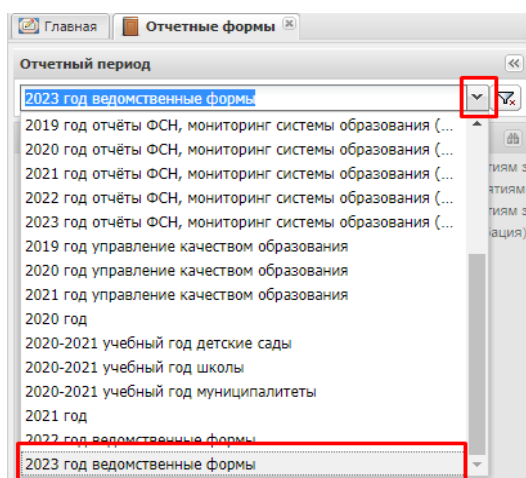 Главная
Отчетные формы
Отчетный период
2023 год ведомственные формы
2019 год отчёты ФСН, мониторинг системы образования (...
2020 год отчёты ФСН, мониторинг системы образования (...
2021 год отчёты ФСН, мониторинг системы образования (...
2022 год отчёты ФСН, мониторинг системы образования (...
2023 год отчёты ФСН, мониторинг системы образования (...
2019 год управление качеством образования
2020 год управление качеством образования
2021 год управление качеством образования
2020 год
2020-2021 учебный год детские сады
2020-2021 учебный год школы
2020-2021 учебный год муниципалитеты
2021 год
2022 год ведомственные формы
2023 год ведомственные формы